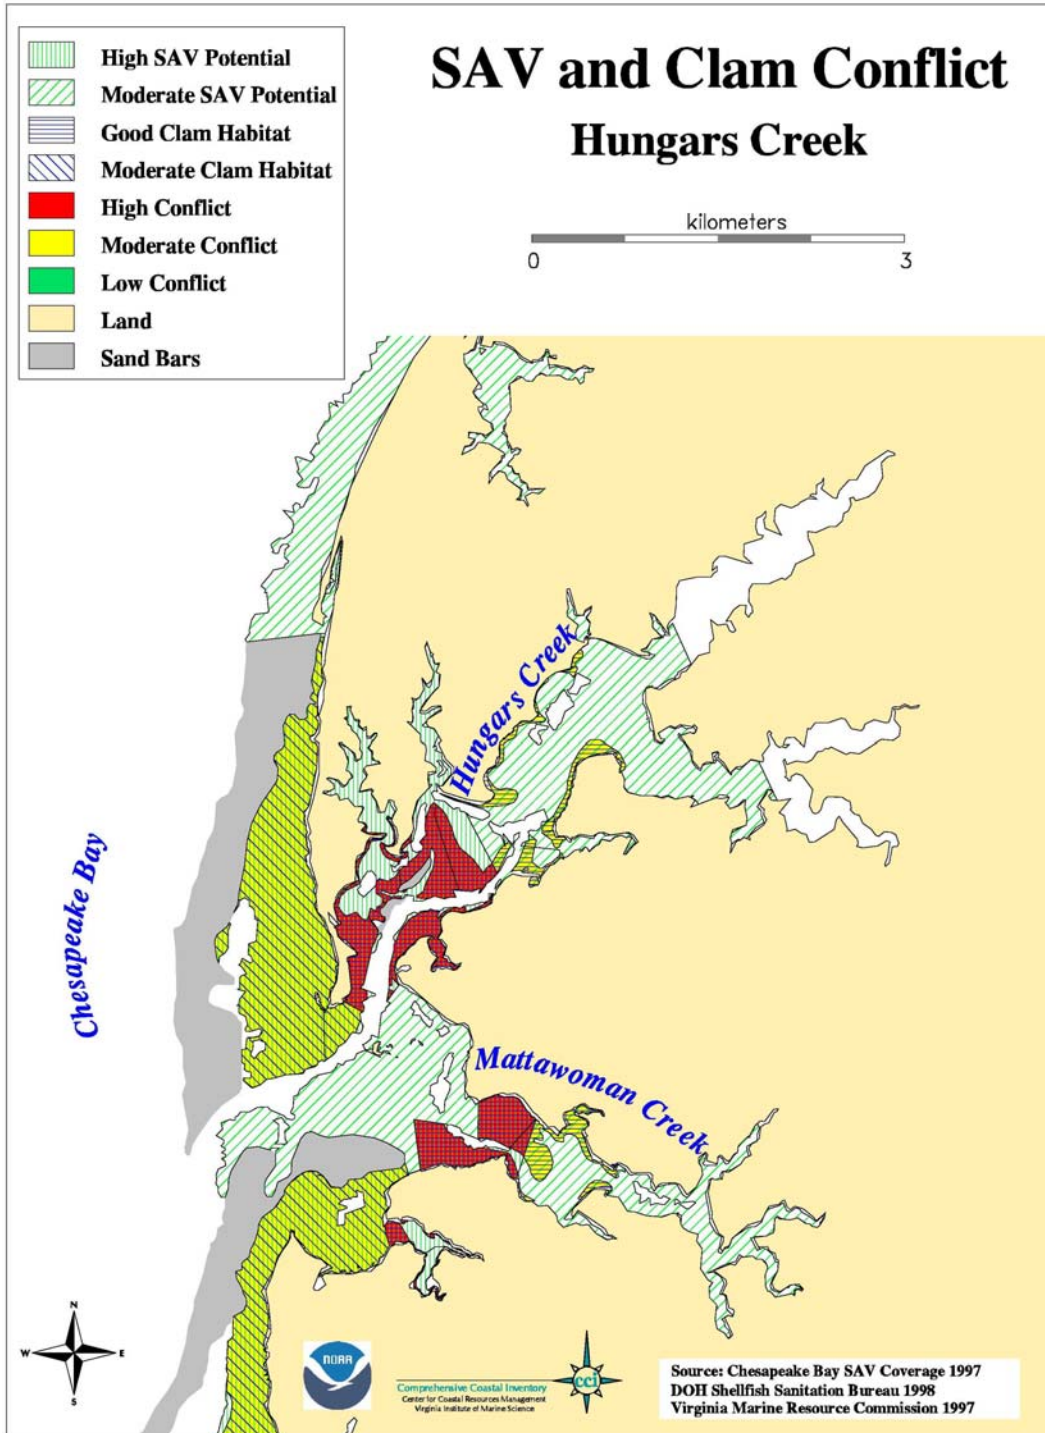 SAV and Clam Conflict
Hungars Creek
High SAV Potential
Moderate SAV Potential
Good Clam Habitat
Moderate Clam Habitat
High Conflict
Moderate Conflict
Low Conflict
Land
Sand Bars
kilometers
0 3
Hungars Creek
Chesapeake Bay
Mattawoman Creek
N
W E
S
NOAA
Comprehensive Coastal Inventory
Center for Coastal Resources Management
Virginia Institute of Marine Science
cci
Source: Chesapeake Bay SAV Coverage 1997
DOH Shellfish Sanitation Bureau 1998
Virginia Marine Resource Commission 1997